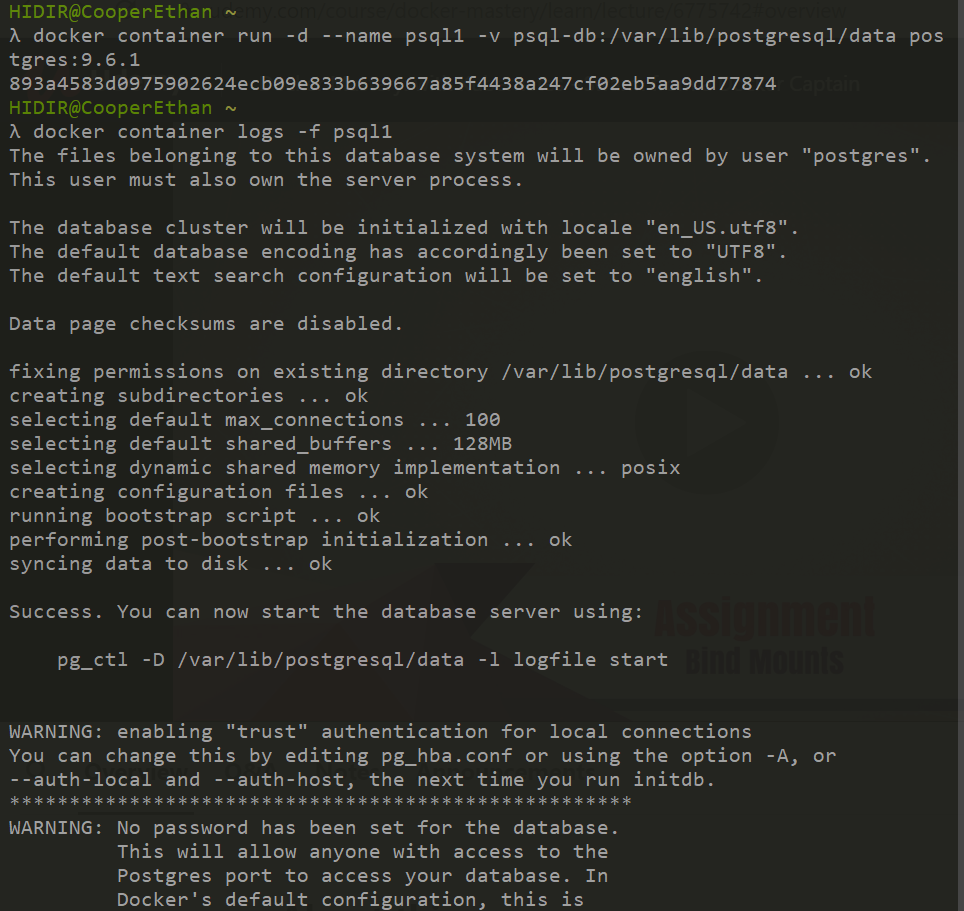 HIDIR@CooperEthan ~
λ docker container run -d --name psql1 -v psql-db:/var/lib/postgresql/data pos
tgres:9.6.1
893a4583d0975902624ecb09e833b639667a85f4438a247cf02eb5aa9dd77874
HIDIR@CooperEthan ~
λ docker container logs -f psql1
The files belonging to this database system will be owned by user "postgres".
This user must also own the server process.
The database cluster will be initialized with locale "en_US.utf8".
The default database encoding has accordingly been set to "UTF8".
The default text search configuration will be set to "english".
Data page checksums are disabled.
fixing permissions on existing directory /var/lib/postgresql/data ... ok
creating subdirectories ... ok
selecting default max_connections ... 100
selecting default shared_buffers ... 128MB
selecting dynamic shared memory implementation ... posix
creating configuration files ... ok
running bootstrap script ... ok
performing post-bootstrap initialization ... ok
syncing data to disk ... ok
Success. You can now start the database server using:
pg_ctl -D /var/lib/postgresql/data -l logfile start
Assignment
Bind Mounts
WARNING: enabling "trust" authentication for local connections
You can change this by editing pg_hba.conf or using the option -A, or
--auth-local and --auth-host, the next time you run initdb.
****************************************************
WARNING: No password has been set for the database.
This will allow anyone with access to the
Postgres port to access your database. In
Docker's default configuration, this is